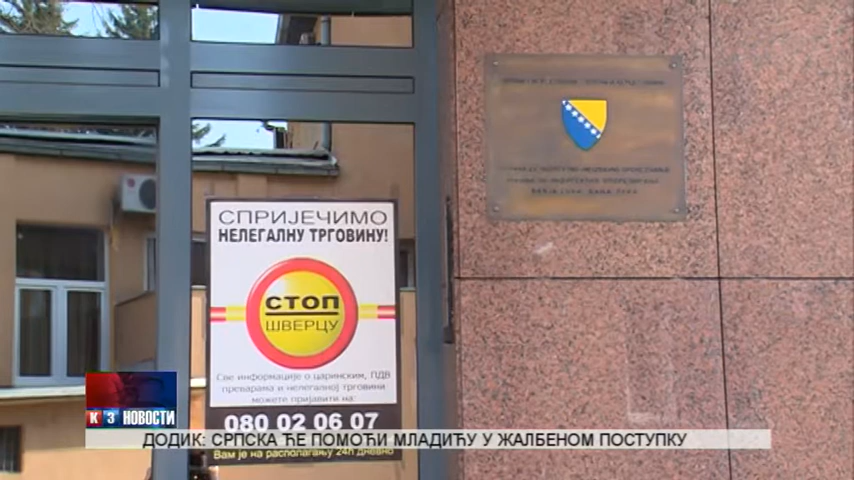 СПРИЈЕЧИМО
НЕЛЕГАЛНУ ТРГОВИНУ!
СТОП
ШВЕРЦУ
Све информације о царинским, ПДВ
преварама и нелегалној трговини
можете пријавити на:
080 02 06 07
Вам је на располагању 24h дневно
К3 НОВОСТИ
ДОДИК: СРПСКА ЋЕ ПОМОЋИ МЛАДИЋУ У ЖАЛБЕНОМ ПОСТУПКУ